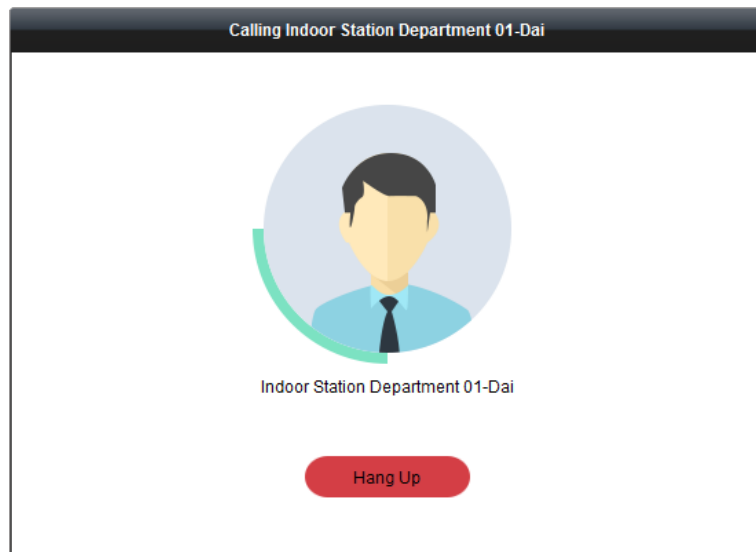 Calling Indoor Station Department 01-Dai
Indoor Station Department 01-Dai
Hang Up